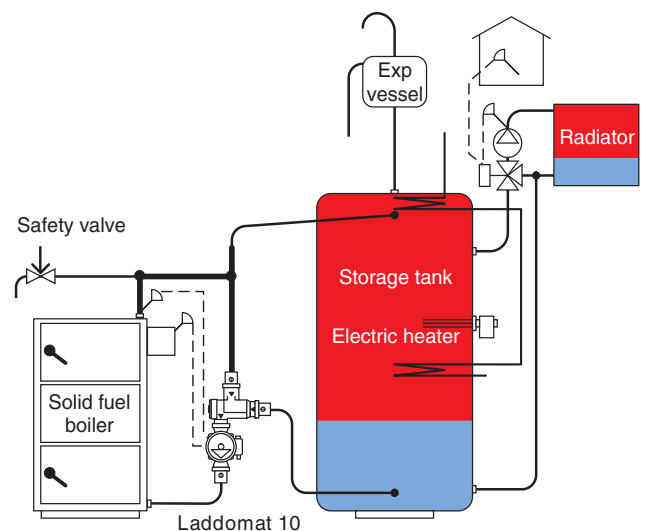 Exp
vessel
Radiator
Safety valve
Storage tank
Electric heater
Solid fuel
boiler
Laddomat 10